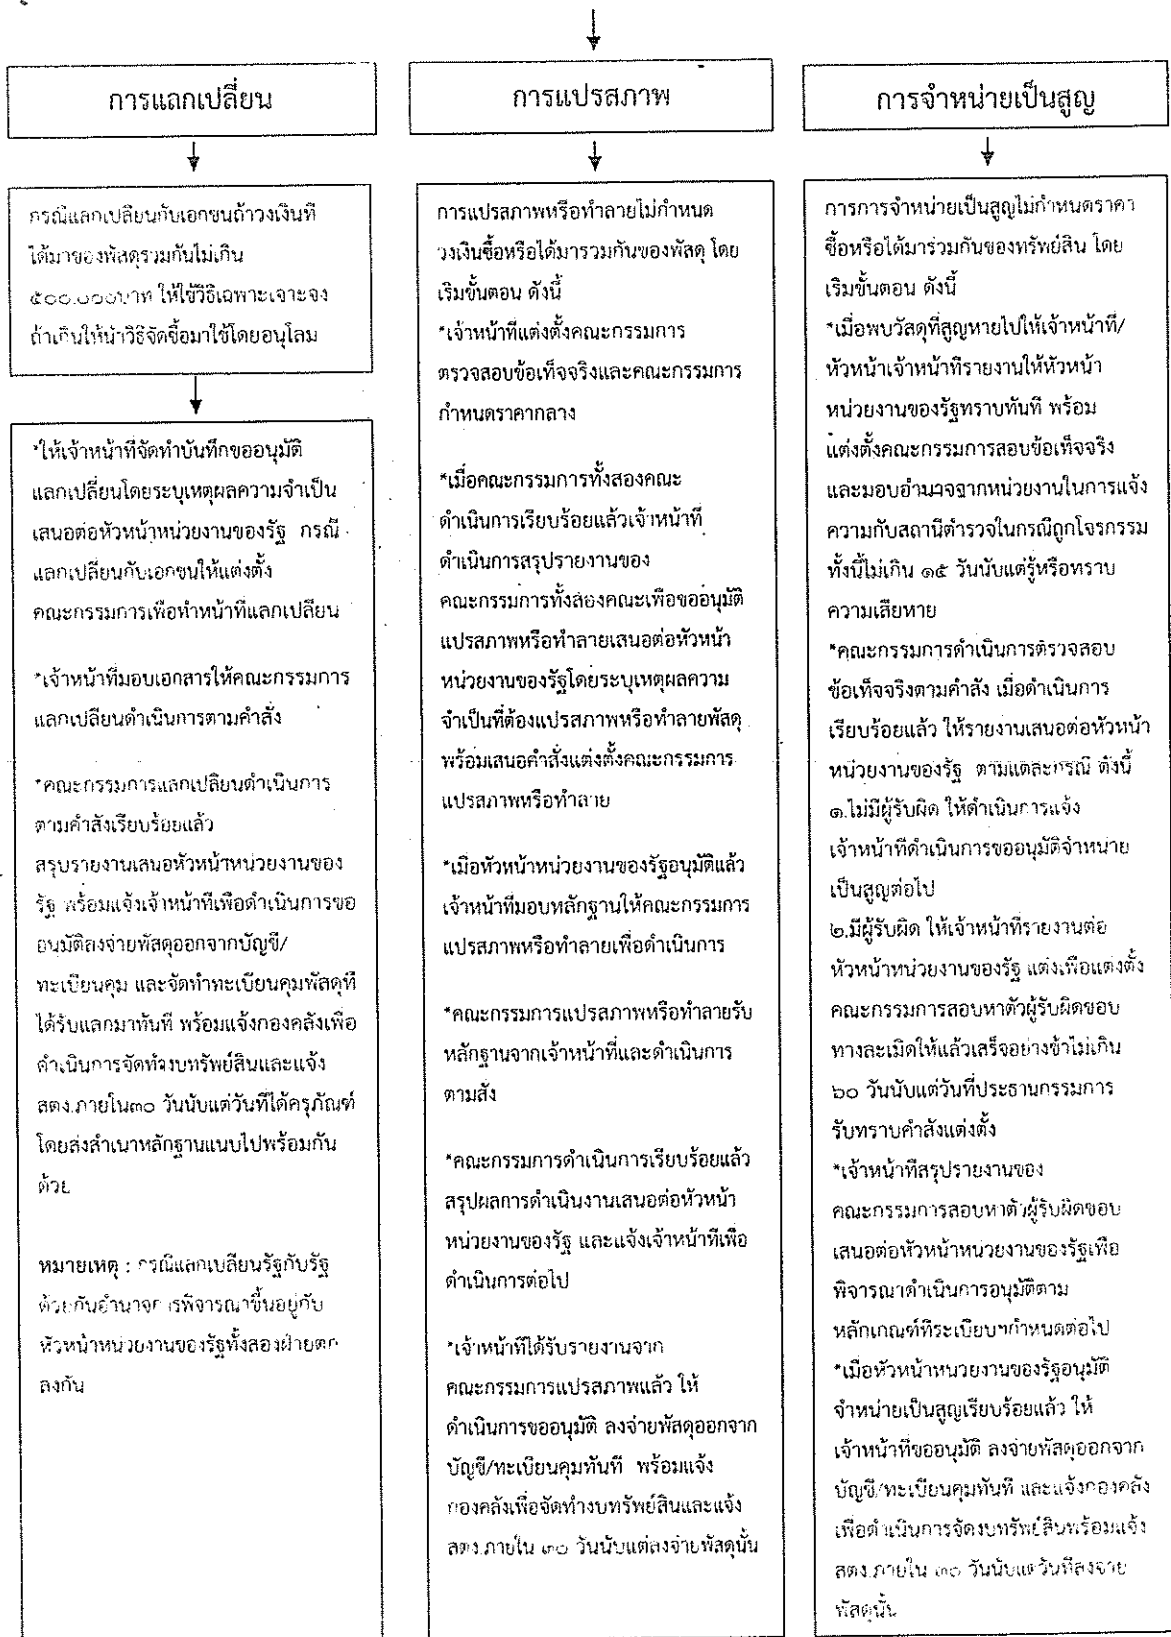 การแลกเปลี่ยน
กรณีแลกเปลี่ยนกับเอกชนถ้าวงเงินที่
ได้มาของพัสดุรวมกันไม่เกิน
๕๐๐,๐๐๐บาท ให้ใช้วิธีเฉพาะเจาะจง
ถ้าเกินให้นำวิธีจัดซื้อมาใช้โดยอนุโลม
*ให้เจ้าหน้าที่จัดทำบันทึกขออนุมัติ
แลกเปลี่ยนโดยระบุเหตุผลความจำเป็น
เสนอต่อหัวหน้าหน่วยงานของรัฐ กรณี
แลกเปลี่ยนกับเอกชนให้แต่งตั้ง
คณะกรรมการเพื่อทำหน้าที่แลกเปลี่ยน
*เจ้าหน้าที่มอบเอกสารให้คณะกรรมการ
แลกเปลี่ยนดำเนินการตามคำสั่ง
*คณะกรรมการแลกเปลี่ยนดำเนินการ
ตามคำสั่งเรียบร้อยแล้ว
สรุบรายงานเสนอหัวหน้าหน่วยงานของ
รัฐ พร้อมแจ้งเจ้าหน้าที่เพื่อดำเนินการขอ
อนุมัติลงจ่ายพัสดุออกจากบัญชี/
ทะเบียนคุม และจัดทำทะเบียนคุมพัสดุที่
ได้รับแลกมาทันที พร้อมแจ้งกองคลังเพื่อ
ดำเนินการจัดทำงบทรัพย์สินและแจ้ง
สตง.ภายใน๓๐ วันนับแต่วันที่ได้ครุภัณฑ์
โดยส่งสำเนาหลักฐานแนบไปพร้อมกัน
ด้วย
หมายเหตุ : กรณีแลกเปลี่ยนรัฐกับรัฐ
ด้วยกันอำนาจการพิจารณาขึ้นอยู่กับ
หัวหน้าหน่วยงานของรัฐทั้งสองฝ่ายตก
ลงกัน
การแปรสภาพ
การแปรสภาพหรือทำลายไม่กำหนด
วงเงินซื้อหรือได้มารวมกันของพัสดุ โดย
เริ่มขั้นตอน ดังนี้
*เจ้าหน้าที่แต่งตั้งคณะกรรมการ
ตรวจสอบข้อเท็จจริงและคณะกรรมการ
กำหนดราคากลาง
*เมื่อคณะกรรมการทั้งสองคณะ
ดำเนินการเรียบร้อยแล้วเจ้าหน้าที่
ดำเนินการสรุปรายงานของ
คณะกรรมการทั้งสองคณะเพื่อขออนุมัติ
แปรสภาพหรือทำลายเสนอต่อหัวหน้า
หน่วยงานของรัฐโดยระบุเหตุผลความ
จำเป็นที่ต้องแปรสภาพหรือทำลายพัสดุ
พร้อมเสนอคำสั่งแต่งตั้งคณะกรรมการ
แปรสภาพหรือทำลาย
*เมื่อหัวหน้าหน่วยงานของรัฐอนุมัติแล้ว
เจ้าหน้าที่มอบหลักฐานให้คณะกรรมการ
แปรสภาพหรือทำลายเพื่อดำเนินการ
*คณะกรรมการแปรสภาพหรือทำลายรับ
หลักฐานจากเจ้าหน้าที่และดำเนินการ
ตามสั่ง
*คณะกรรมการดำเนินการเรียบร้อยแล้ว
สรุปผลการดำเนินงานเสนอต่อหัวหน้า
หน่วยงานของรัฐ และแจ้งเจ้าหน้าที่เพื่อ
ดำเนินการต่อไป
*เจ้าหน้าที่ได้รับรายงานจาก
คณะกรรมการแปรสภาพแล้ว ให้
ดำเนินการขออนุมัติ ลงจ่ายพัสดุออกจาก
บัญชี/ทะเบียนคุมทันที พร้อมแจ้ง
กองคลังเพื่อจัดทำงบทรัพย์สินและแจ้ง
สตง.ภายใน ๓๐ วันนับแต่ลงจ่ายพัสดุนั้น
การจำหน่ายเป็นสูญ
การการจำหน่ายเป็นสูญไม่กำหนดราคา
ซื้อหรือได้มาร่วมกันของทรัพย์สิน โดย
เริ่มขั้นตอน ดังนี้
*เมื่อพบวัสดุที่สูญหายไปให้เจ้าหน้าที่/
หัวหน้าเจ้าหน้าที่รายงานให้หัวหน้า
หน่วยงานของรัฐทราบทันที พร้อม
แต่งตั้งคณะกรรมการสอบข้อเท็จจริง
และมอบอำนาจจากหน่วยงานในการแจ้ง
ความกับสถานีตำรวจในกรณีถูกโจรกรรม
ทั้งนี้ไม่เกิน ๑๕ วันนับแต่รู้หรือทราบ
ความเสียหาย
*คณะกรรมการดำเนินการตรวจสอบ
ข้อเท็จจริงตามคำสั่ง เมื่อดำเนินการ
เรียบร้อยแล้ว ให้รายงานเสนอต่อหัวหน้า
หน่วยงานของรัฐ ตามแต่ละกรณี ดังนี้
๑.ไม่มีผู้รับผิด ให้ดำเนินการแจ้ง
เจ้าหน้าที่ดำเนินการขออนุมัติจำหน่าย
เป็นสูญต่อไป
๒.มีผู้รับผิด ให้เจ้าหน้าที่รายงานต่อ
หัวหน้าหน่วยงานของรัฐ แต่งเพื่อแต่งตั้ง
คณะกรรมการสอบหาตัวผู้รับผิดชอบ
ทางละเมิดให้แล้วเสร็จอย่างช้าไม่เกิน
๖๐ วันนับแต่วันที่ประธานกรรมการ
รับทราบคำสั่งแต่งตั้ง
*เจ้าหน้าที่สรุปรายงานของ
คณะกรรมการสอบหาตัวผู้รับผิดชอบ
เสนอต่อหัวหน้าหน่วยงานของรัฐเพื่อ
พิจารณาดำเนินการอนุมัติตาม
หลักเกณฑ์ที่ระเบียบฯกำหนดต่อไป
*เมื่อหัวหน้าหนวยงานของรัฐอนุมัติ
จำหน่ายเป็นสูญเรียบร้อยแล้ว ให้
เจ้าหน้าที่ขออนุมัติ ลงจ่ายพัสดุออกจาก
บัญชี/ทะเบียนคุมทันที และแจ้งกองคลัง
เพื่อดำเนินการจัดงบทรัพย์สินพร้อมแจ้ง
สตง.ภายใน ๓๐ วันนับแต่วันที่ลงจ่าย
พัสดุนั้น